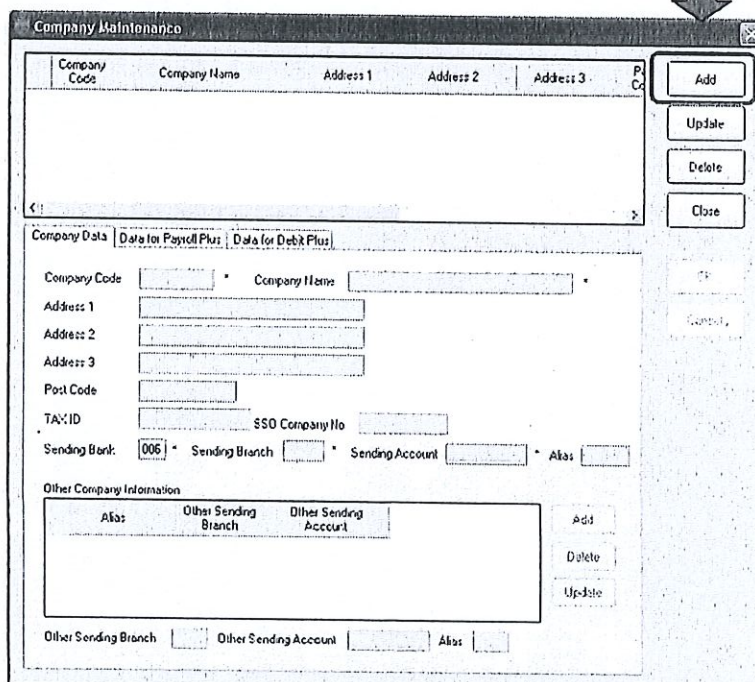 Company Maintenance
Company Code Company Name Address 1 Address 2 Address 3
Add
Update
Delete
Close
Company Data Data for Payroll Plus Data for Debit Plus
Company Code * Company Name *
Address 1
Address 2
Address 3
Post Code
TAX ID SSO Company No
Sending Bank 006 * Sending Branch * Sending Account * Alias
OK
Cancel
Other Company Information
Alias Other Sending Branch Other Sending Account
Add
Delete
Update
Other Sending Branch Other Sending Account Alias